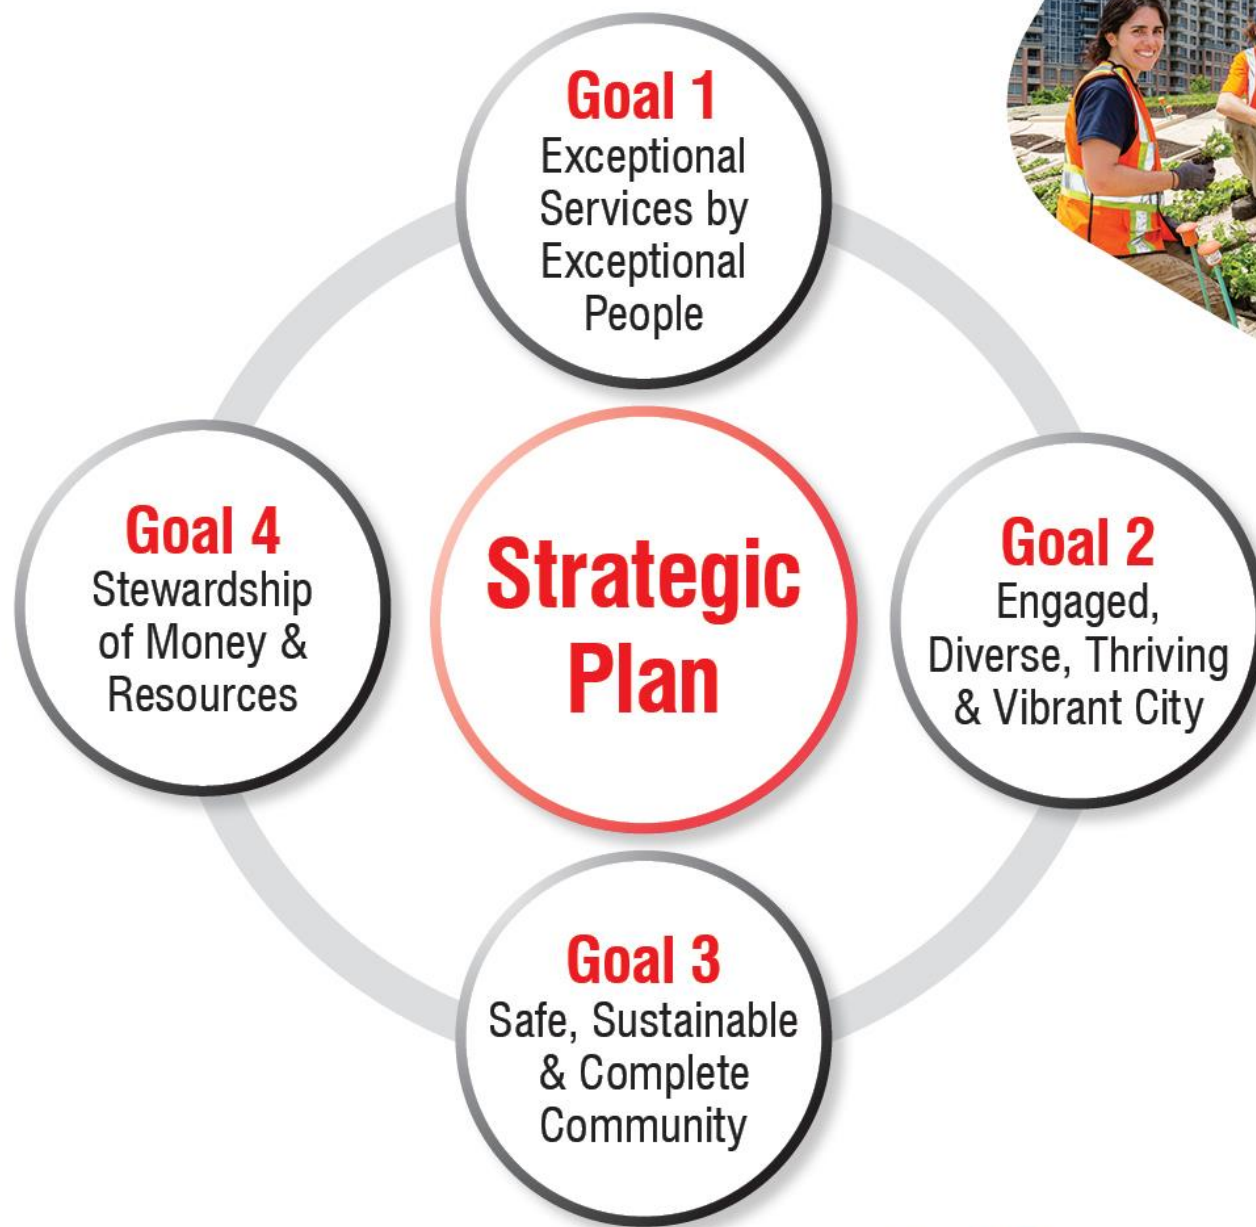 Goal 1
Exceptional
Services by
Exceptional
People
Goal 4
Stewardship
of Money &
Resources
Strategic
Plan
Goal 2
Engaged,
Diverse, Thriving
& Vibrant City
Goal 3
Safe, Sustainable
& Complete
Community